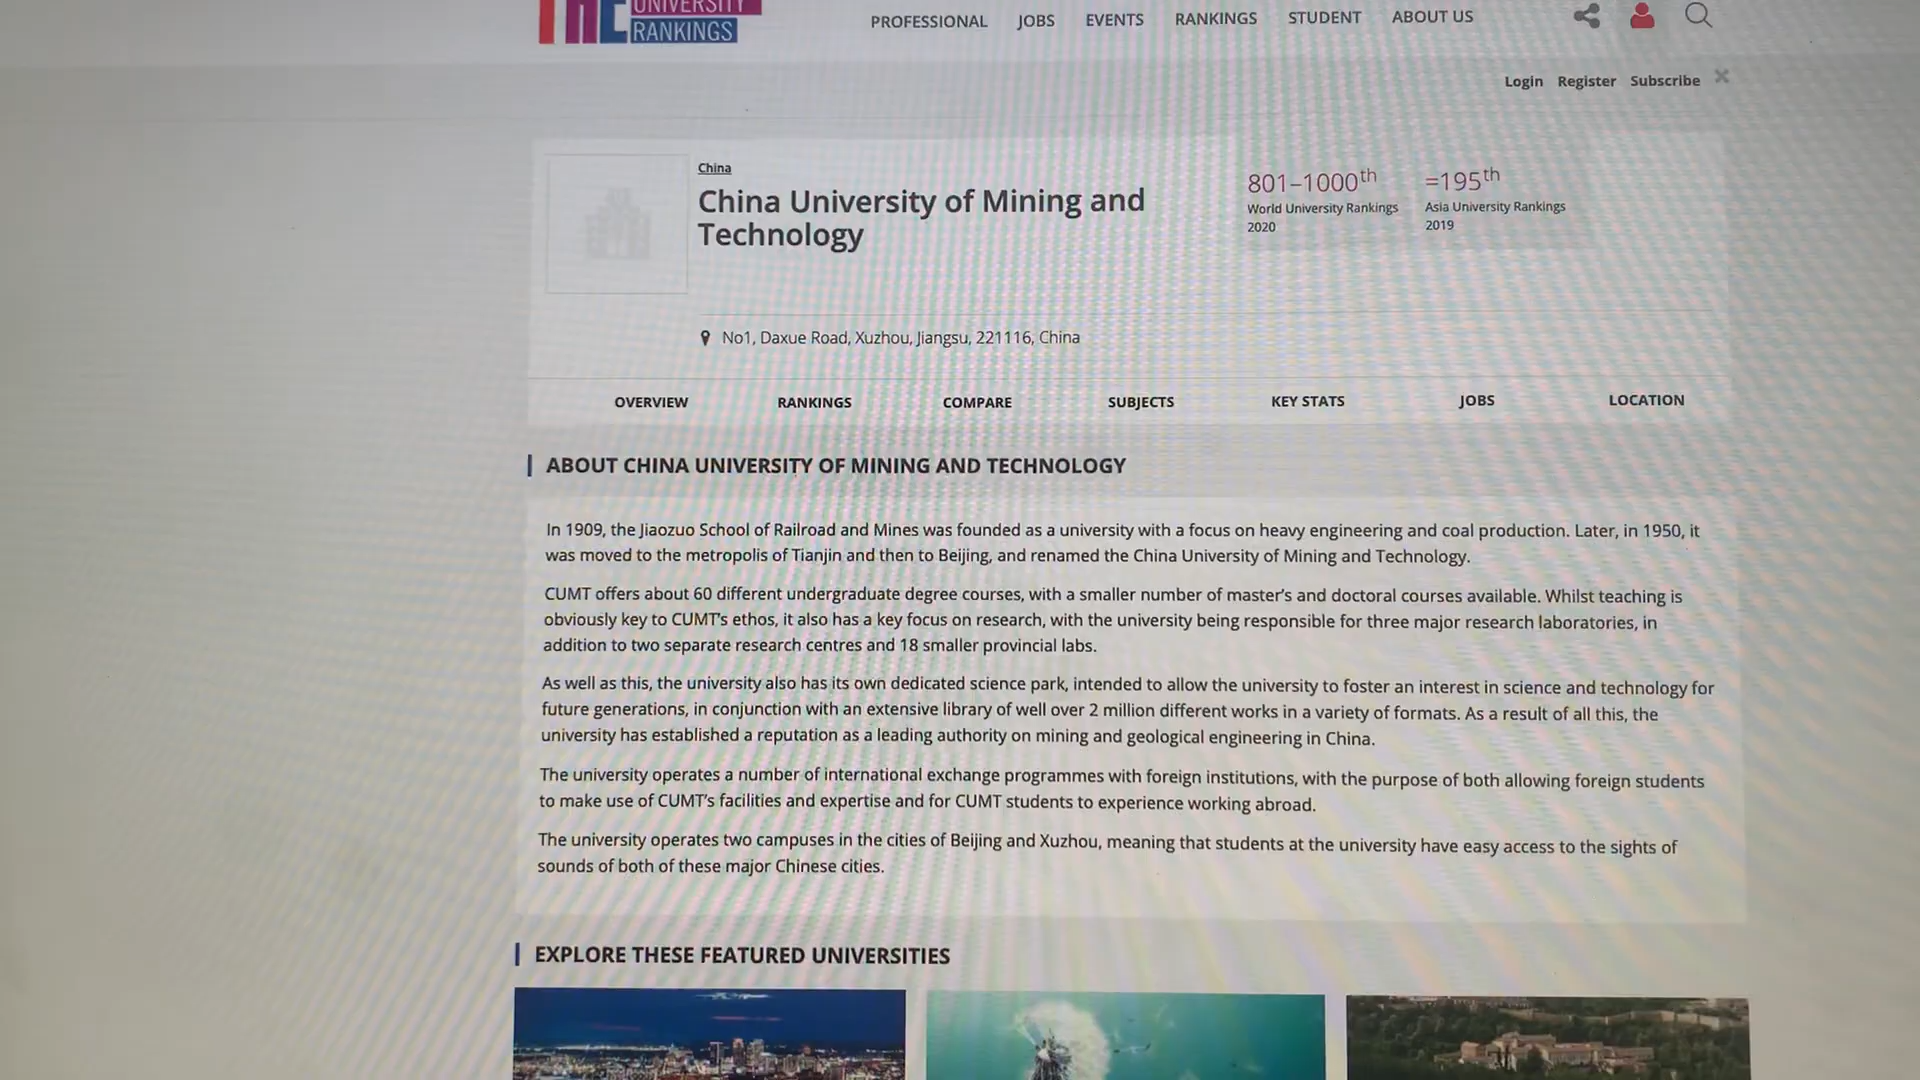 THE UNIVERSITY
RANKINGS
PROFESSIONAL JOBS EVENTS RANKINGS STUDENT ABOUT US
Login Register Subscribe
China
China University of Mining and
Technology
801–1000th
World University Rankings
2020
=195th
Asia University Rankings
2019
No1, Daxue Road, Xuzhou, Jiangsu, 221116, China
OVERVIEW RANKINGS COMPARE SUBJECTS KEY STATS JOBS LOCATION
ABOUT CHINA UNIVERSITY OF MINING AND TECHNOLOGY
In 1909, the Jiaozuo School of Railroad and Mines was founded as a university with a focus on heavy engineering and coal production. Later, in 1950, it
was moved to the metropolis of Tianjin and then to Beijing, and renamed the China University of Mining and Technology.
CUMT offers about 60 different undergraduate degree courses, with a smaller number of master's and doctoral courses available. Whilst teaching is
obviously key to CUMT's ethos, it also has a key focus on research, with the university being responsible for three major research laboratories, in
addition to two separate research centres and 18 smaller provincial labs.
As well as this, the university also has its own dedicated science park, intended to allow the university to foster an interest in science and technology for
future generations, in conjunction with an extensive library of well over 2 million different works in a variety of formats. As a result of all this, the
university has established a reputation as a leading authority on mining and geological engineering in China.
The university operates a number of international exchange programmes with foreign institutions, with the purpose of both allowing foreign students
to make use of CUMT's facilities and expertise and for CUMT students to experience working abroad.
The university operates two campuses in the cities of Beijing and Xuzhou, meaning that students at the university have easy access to the sights of
sounds of both of these major Chinese cities.
EXPLORE THESE FEATURED UNIVERSITIES